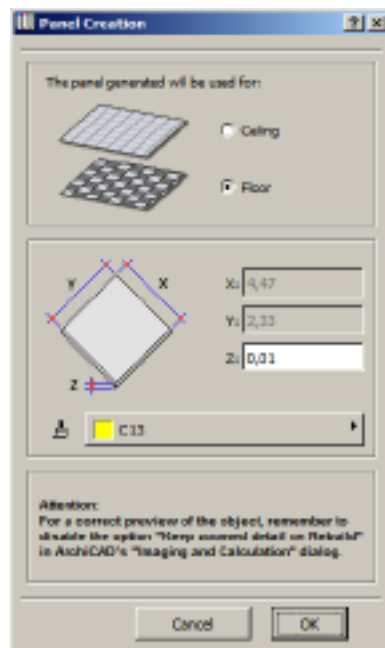 Panel Creation
The panel generated will be used for:
Ceiling
Floor
Y
X
X: 4,47
Y: 2,33
Z: 0,01
Z
C13
Attention:
For a correct preview of the object, remember to
disable the option "Keep wanted detail on Rebuild"
in ArchiCAD's "Imaging and Calculation" dialog.
Cancel
OK